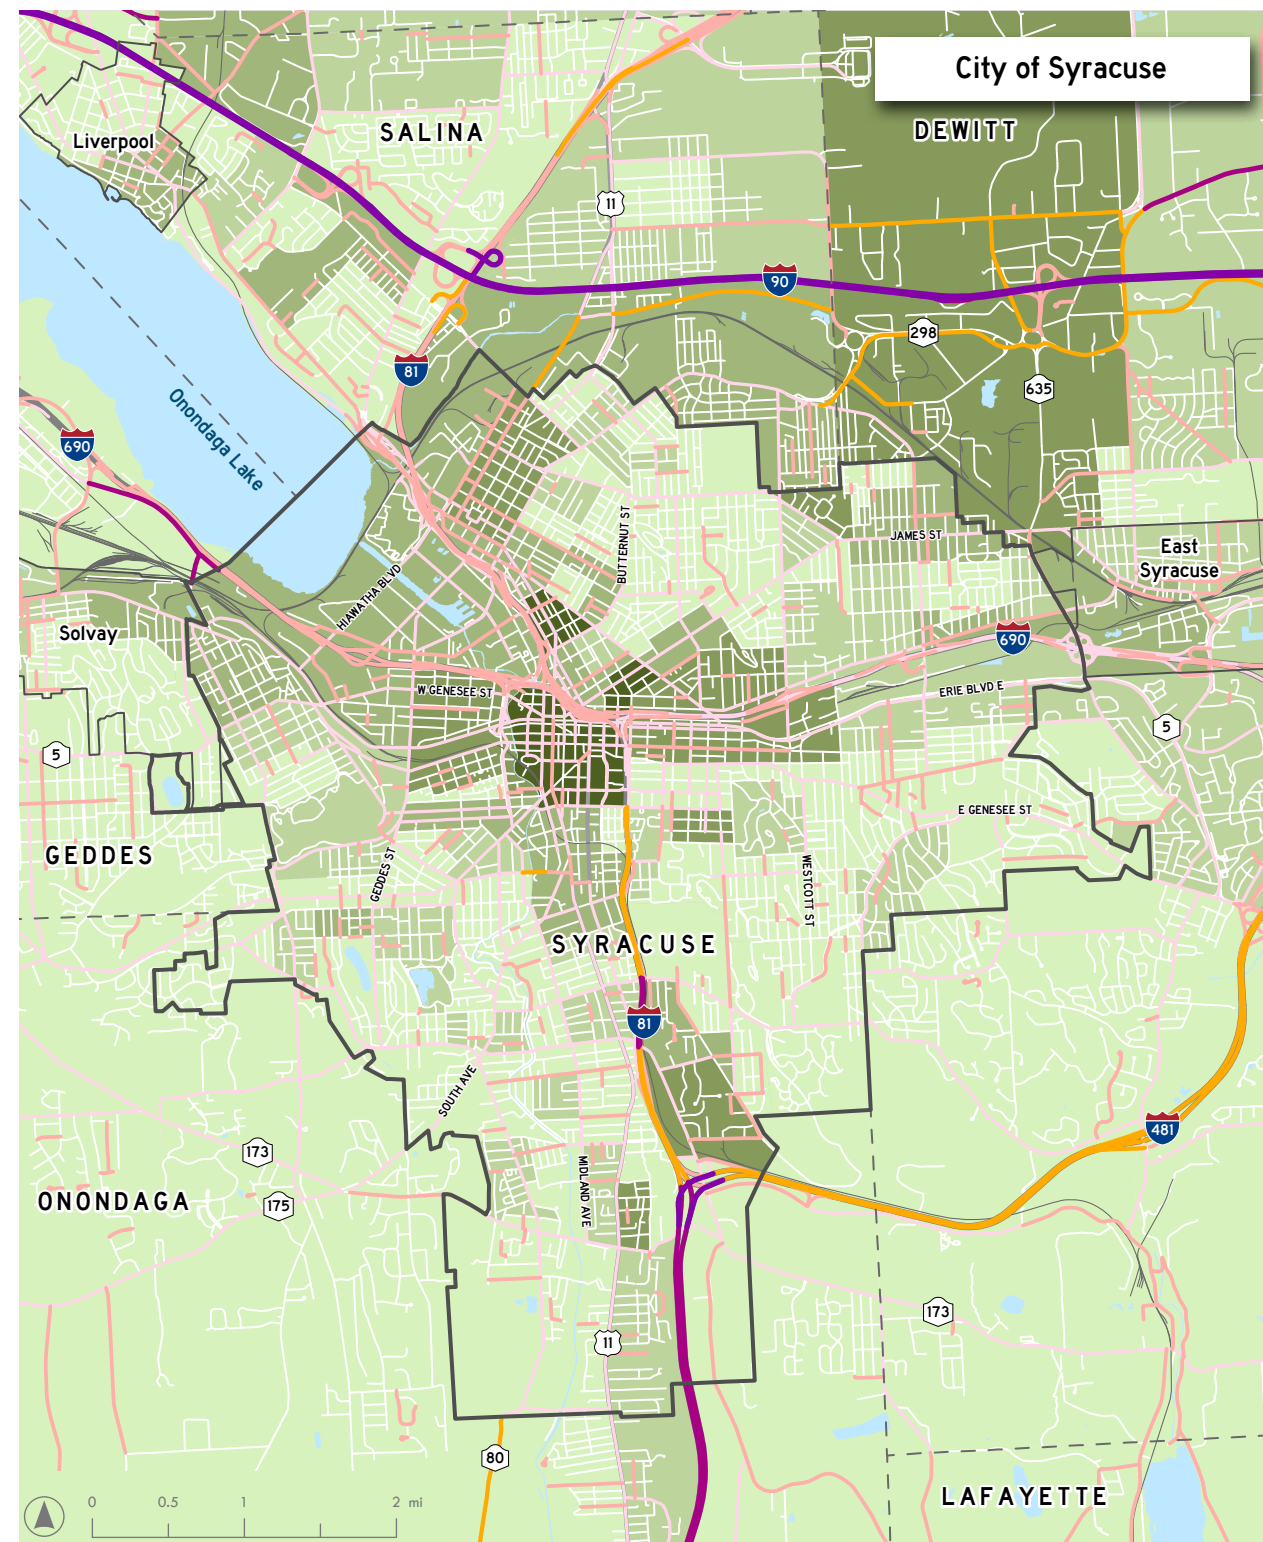 City of Syracuse
SALINA
DEWITT
Liverpool
11
90
298
81
635
Onondaga Lake
690
BUTTERNUT ST
JAMES ST
East
Syracuse
HIAWATHA BLVD
Solvay
690
W GENESEE ST
ERIE BLVD E
5
5
E GENESEE ST
GEDDES
GEDDES ST
WESTCOTT ST
SYRACUSE
81
SOUTH AVE
481
173
MIDLAND AVE
ONONDAGA
175
173
11
80
LAFAYETTE
0 0.5 1 2 mi